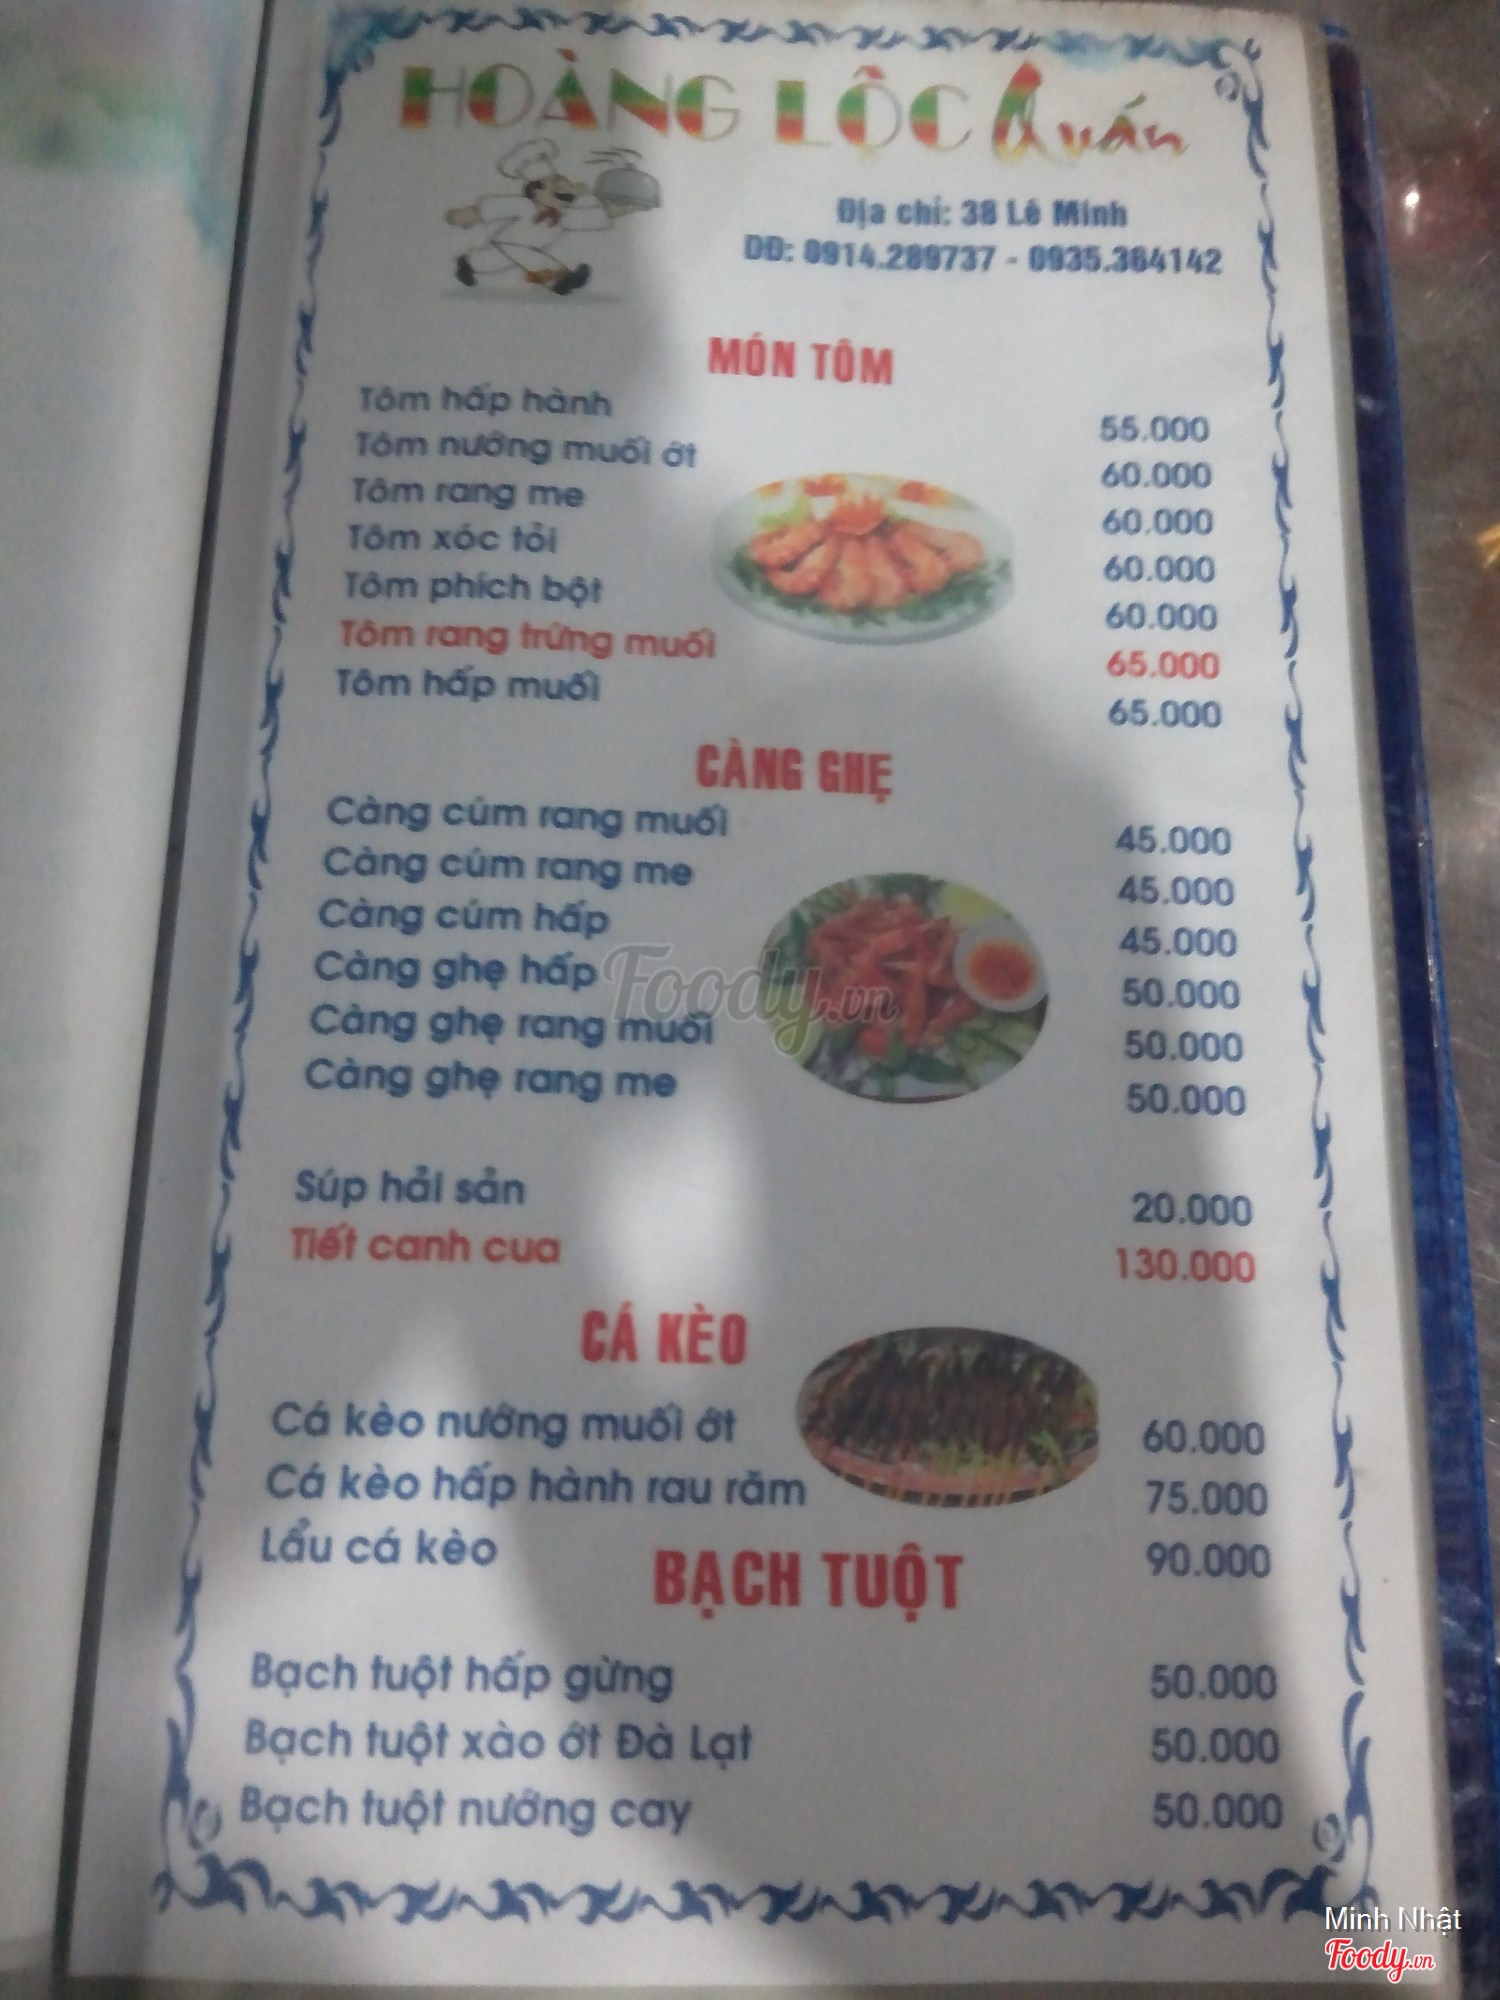 HOÀNG LỘC Quán
Địa chỉ: 38 Lê Minh
DĐ: 0914.289737 - 0935.364142
MÓN TÔM
Tôm hấp hành 55.000
Tôm nướng muối ớt 60.000
Tôm rang me 60.000
Tôm xóc tỏi 60.000
Tôm phích bột 60.000
Tôm rang trứng muối 65.000
Tôm hấp muối 65.000
CÀNG GHẸ
Càng cúm rang muối 45.000
Càng cúm rang me 45.000
Càng cúm hấp 45.000
Càng ghẹ hấp 50.000
Càng ghẹ rang muối 50.000
Càng ghẹ rang me 50.000
Foody.vn
Súp hải sản 20.000
Tiết canh cua 130.000
CÁ KÈO
Cá kèo nướng muối ớt 60.000
Cá kèo hấp hành rau răm 75.000
Lẩu cá kèo 90.000
BẠCH TUỘT
Bạch tuột hấp gừng 50.000
Bạch tuột xào ớt Đà Lạt 50.000
Bạch tuột nướng cay 50.000
Minh Nhật
Foody.vn